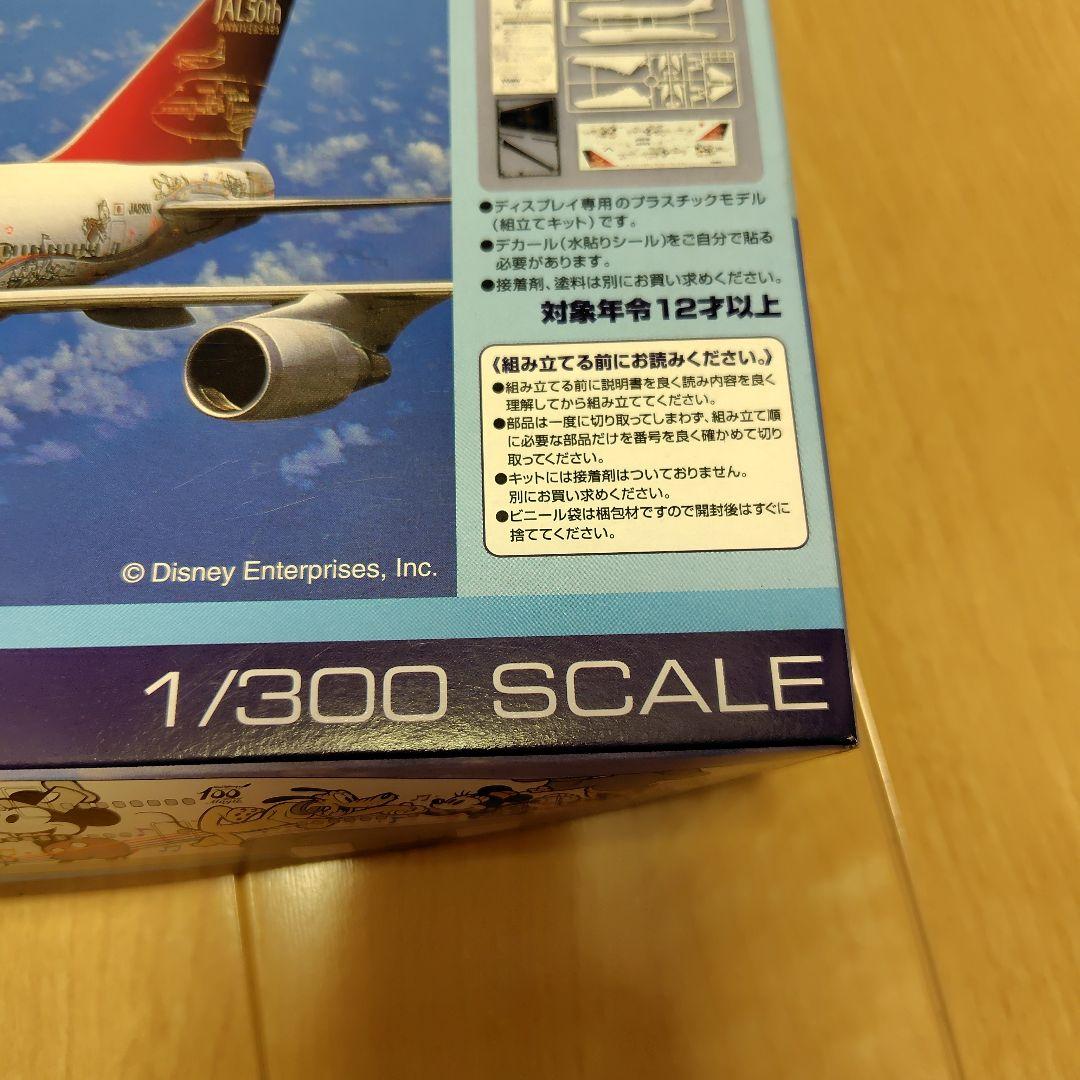 JAL50th
ANNIVERSARY
JA8908
●ディスプレイ専用のプラスチックモデル
(組立てキット)です。
●デカール(水貼りシール)をご自分で貼る
必要があります。
●接着剤、塗料は別にお買い求めください。
対象年令12才以上
《組み立てる前にお読みください。》
●組み立てる前に説明書を良く読み内容を良く
理解してから組み立ててください。
●部品は一度に切り取ってしまわず、組み立て順
に必要な部品だけを番号を良く確かめて切り
取ってください。
●キットには接着剤はついておりません。
別にお買い求めください。
●ビニール袋は梱包材ですので開封後はすぐに
捨ててください。
© Disney Enterprises, Inc.
1/300 SCALE
100